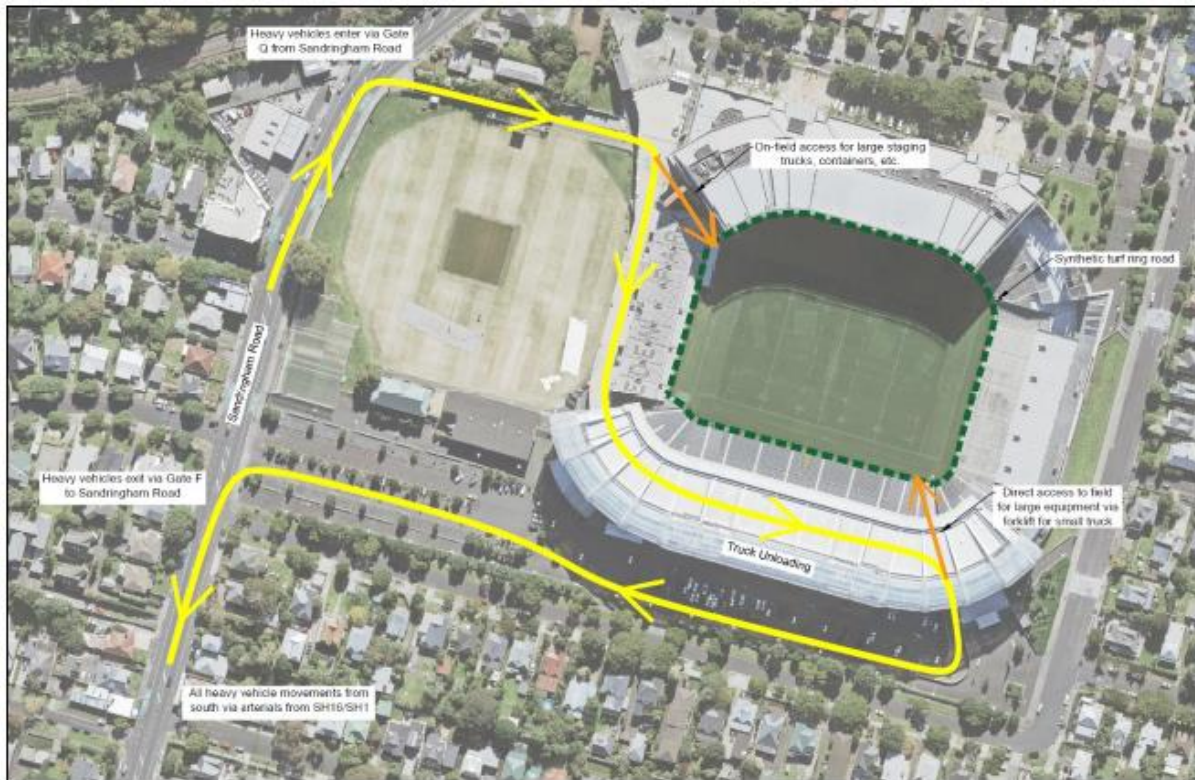 Heavy vehicles enter via Gate
Q from Sandringham Road
On-field access for large staging
trucks, containers, etc.
Synthetic turf ring road
Sandringham Road
Heavy vehicles exit via Gate F
to Sandringham Road
Direct access to field
for large equipment via
forklift for small truck
Truck Unloading
All heavy vehicle movements from
south via arterials from SH16/SH1